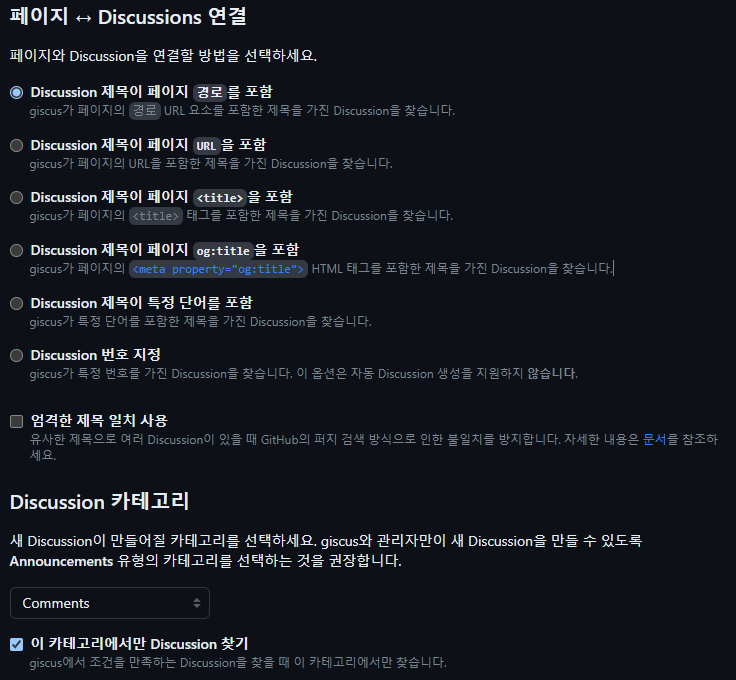 페이지 ↔ Discussions 연결
페이지와 Discussion을 연결할 방법을 선택하세요.
Discussion 제목이 페이지 경로를 포함
giscus가 페이지의 경로 URL 요소를 포함한 제목을 가진 Discussion을 찾습니다.
Discussion 제목이 페이지 URL을 포함
giscus가 페이지의 URL을 포함한 제목을 가진 Discussion을 찾습니다.
Discussion 제목이 페이지 <title>을 포함
giscus가 페이지의 <title> 태그를 포함한 제목을 가진 Discussion을 찾습니다.
Discussion 제목이 페이지 og:title을 포함
giscus가 페이지의 <meta property="og:title"> HTML 태그를 포함한 제목을 가진 Discussion을 찾습니다.
Discussion 제목이 특정 단어를 포함
giscus가 특정 단어를 포함한 제목을 가진 Discussion을 찾습니다.
Discussion 번호 지정
giscus가 특정 번호를 가진 Discussion을 찾습니다. 이 옵션은 자동 Discussion 생성을 지원하지 않습니다.
엄격한 제목 일치 사용
유사한 제목으로 여러 Discussion이 있을 때 GitHub의 퍼지 검색 방식으로 인한 불일치를 방지합니다. 자세한 내용은 문서를 참조하
세요.
Discussion 카테고리
새 Discussion이 만들어질 카테고리를 선택하세요. giscus와 관리자만이 새 Discussion을 만들 수 있도록
Announcements 유형의 카테고리를 선택하는 것을 권장합니다.
Comments
이 카테고리에서만 Discussion 찾기
giscus에서 조건을 만족하는 Discussion을 찾을 때 이 카테고리에서만 찾습니다.